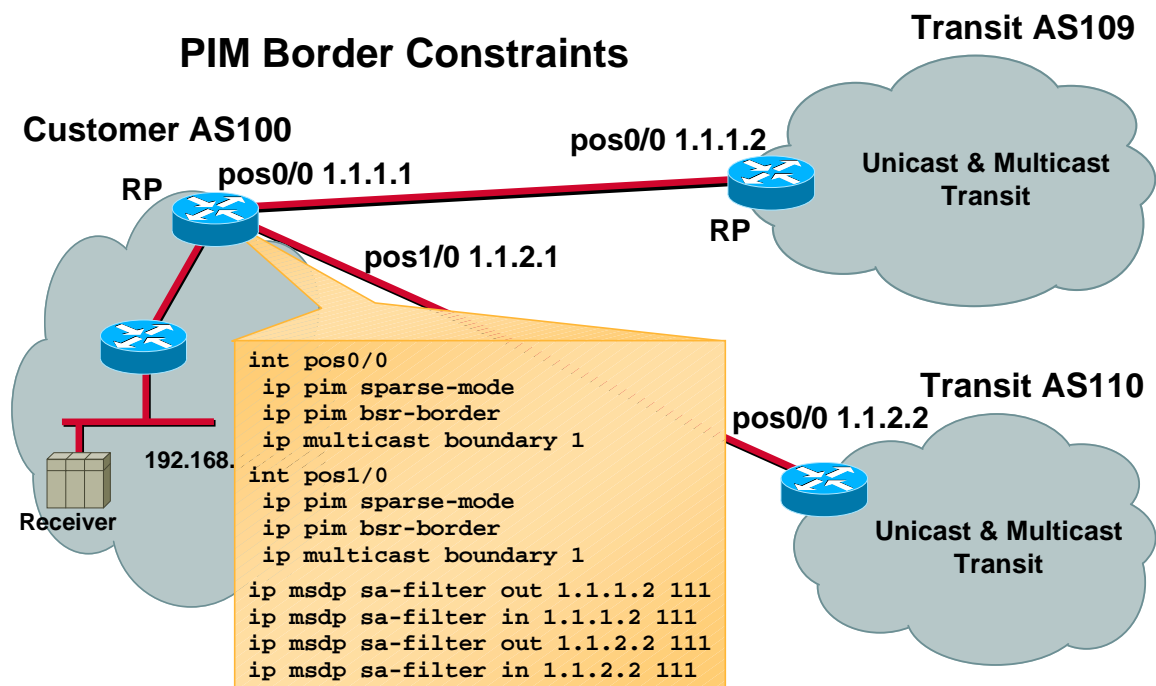 PIM Border Constraints
Transit AS109
Customer AS100
pos0/0 1.1.1.2
Unicast & Multicast
Transit
RP
pos0/0 1.1.1.1
RP
pos1/0 1.1.2.1
int pos0/0
ip pim sparse-mode
ip pim bsr-border
ip multicast boundary 1
int pos1/0
ip pim sparse-mode
ip pim bsr-border
ip multicast boundary 1
ip msdp sa-filter out 1.1.1.2 111
ip msdp sa-filter in 1.1.1.2 111
ip msdp sa-filter out 1.1.2.2 111
ip msdp sa-filter in 1.1.2.2 111
192.168.
Receiver
Transit AS110
pos0/0 1.1.2.2
Unicast & Multicast
Transit